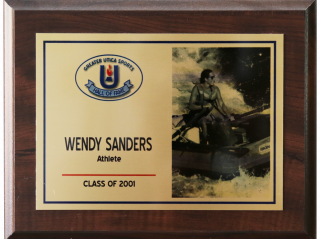 GREATER UTICA SPORTS
HALL OF FAME
WENDY SANDERS
Athlete
CLASS OF 2001